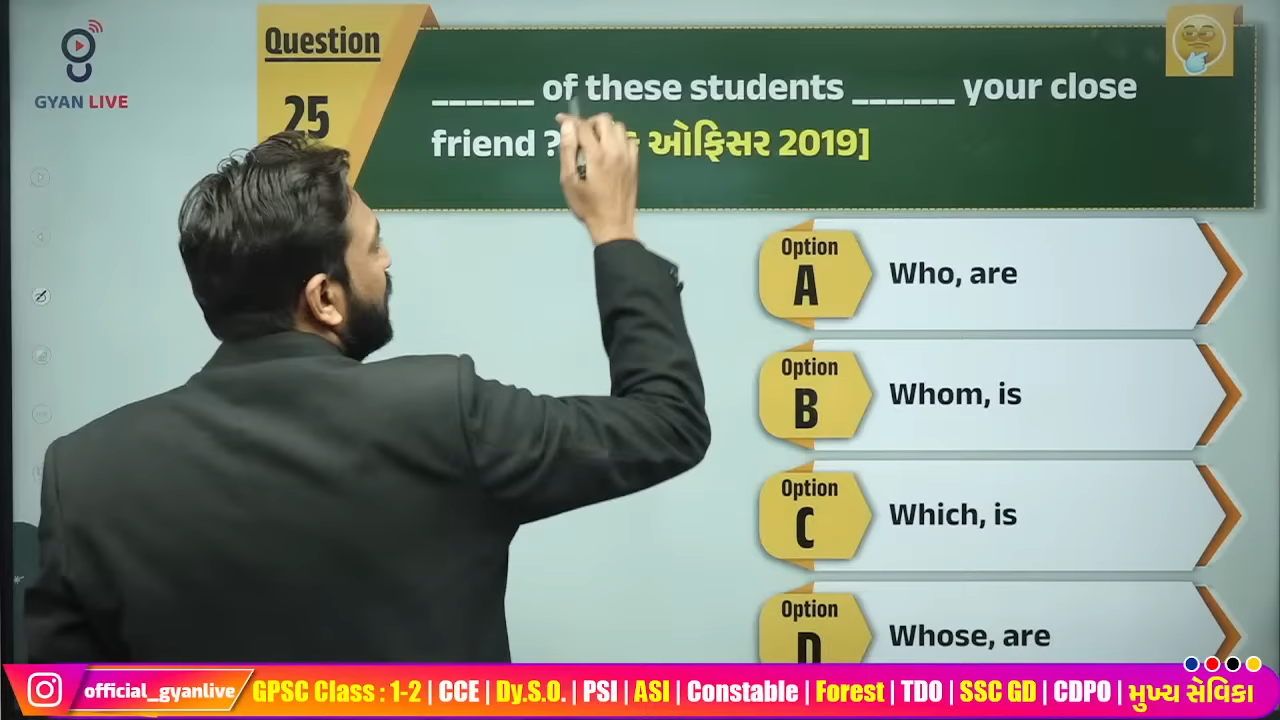 GYAN LIVE
Question
25
______ of these students ______ your close
friend ? ઓફિસર 2019]
Option
A
Who, are
Option
B
Whom, is
Option
C
Which, is
Option
D
Whose, are
official_gyanlive
GPSC Class : 1-2 | CCE | Dy.S.O. | PSI | ASI | Constable | Forest | TDO | SSC GD | CDPO | મુખ્ય સેવિકા